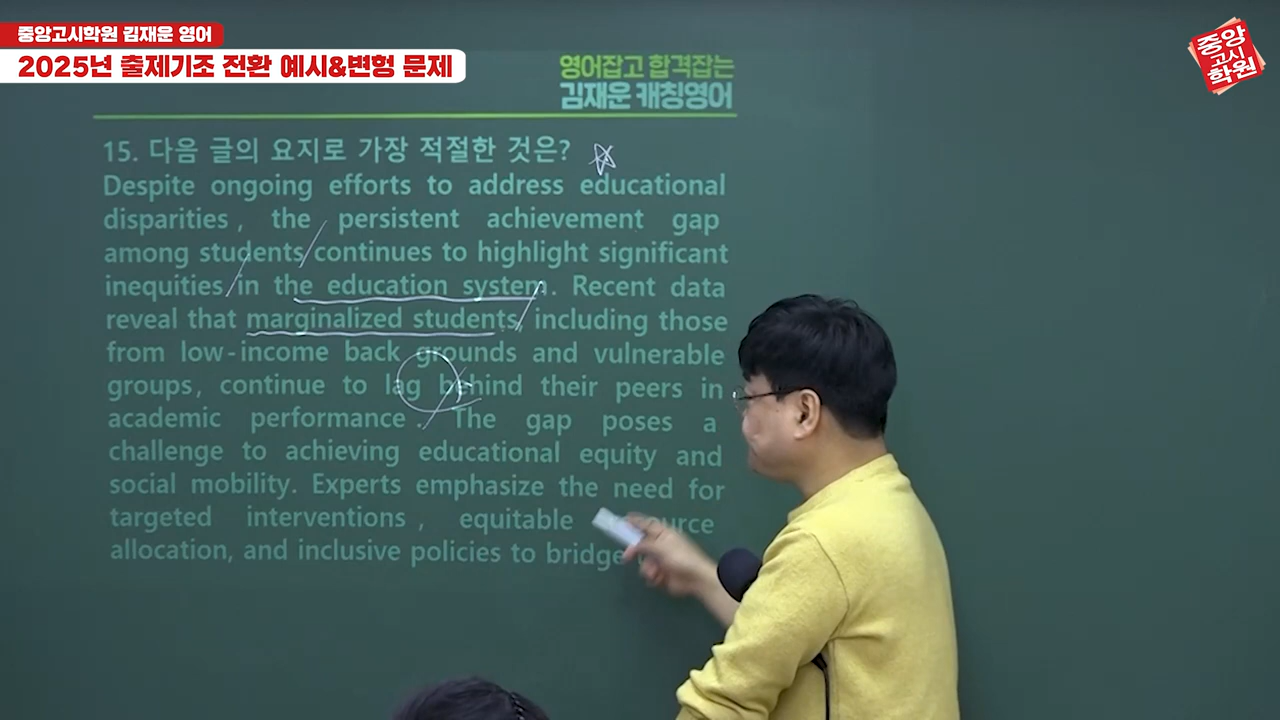 중앙고시학원 김재운 영어
2025년 출제기조 전환 예시&변형 문제
중앙
고시
학원
영어잡고 합격잡는
김재운 캐칭영어
15. 다음 글의 요지로 가장 적절한 것은?
Despite ongoing efforts to address educational
disparities, the persistent achievement gap
among students continues to highlight significant
inequities in the education system. Recent data
reveal that marginalized students, including those
from low-income back grounds and vulnerable
groups, continue to lag behind their peers in
academic performance. The gap poses a
challenge to achieving educational equity and
social mobility. Experts emphasize the need for
targeted interventions, equitable
allocation, and inclusive policies to bridge